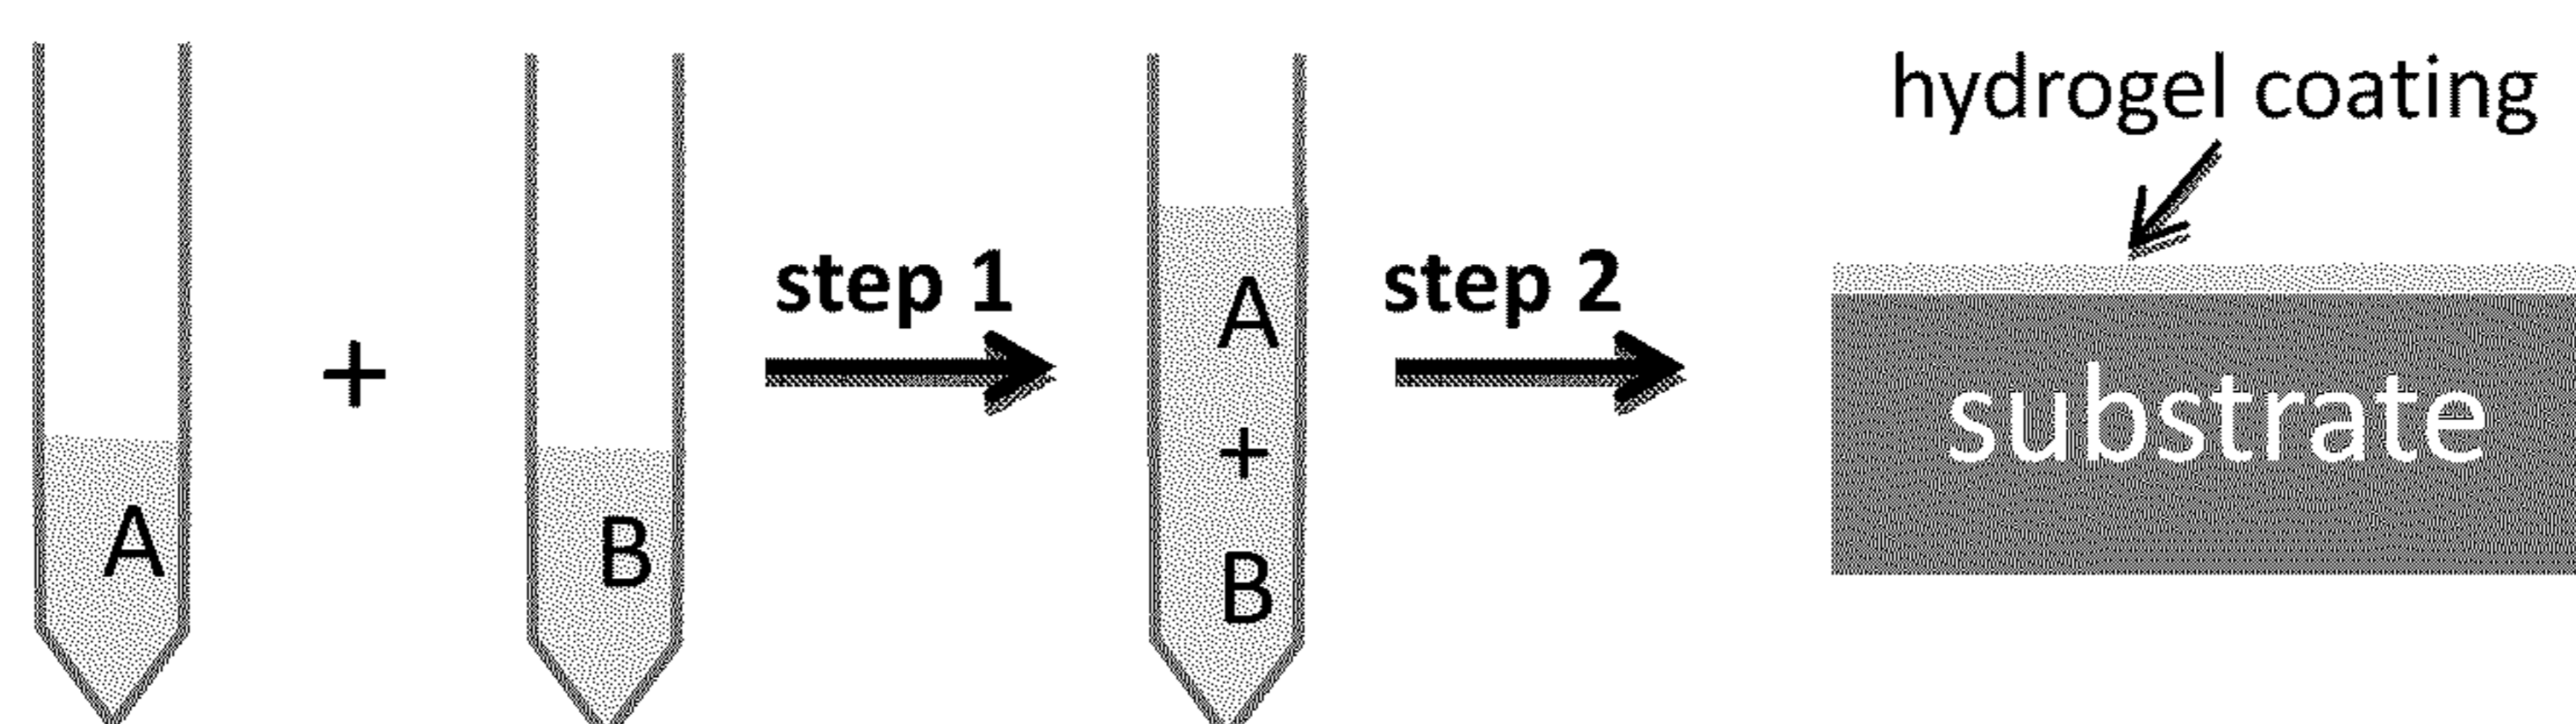 A
+
B
step 1
A
+
B
step 2
hydrogel coating
substrate